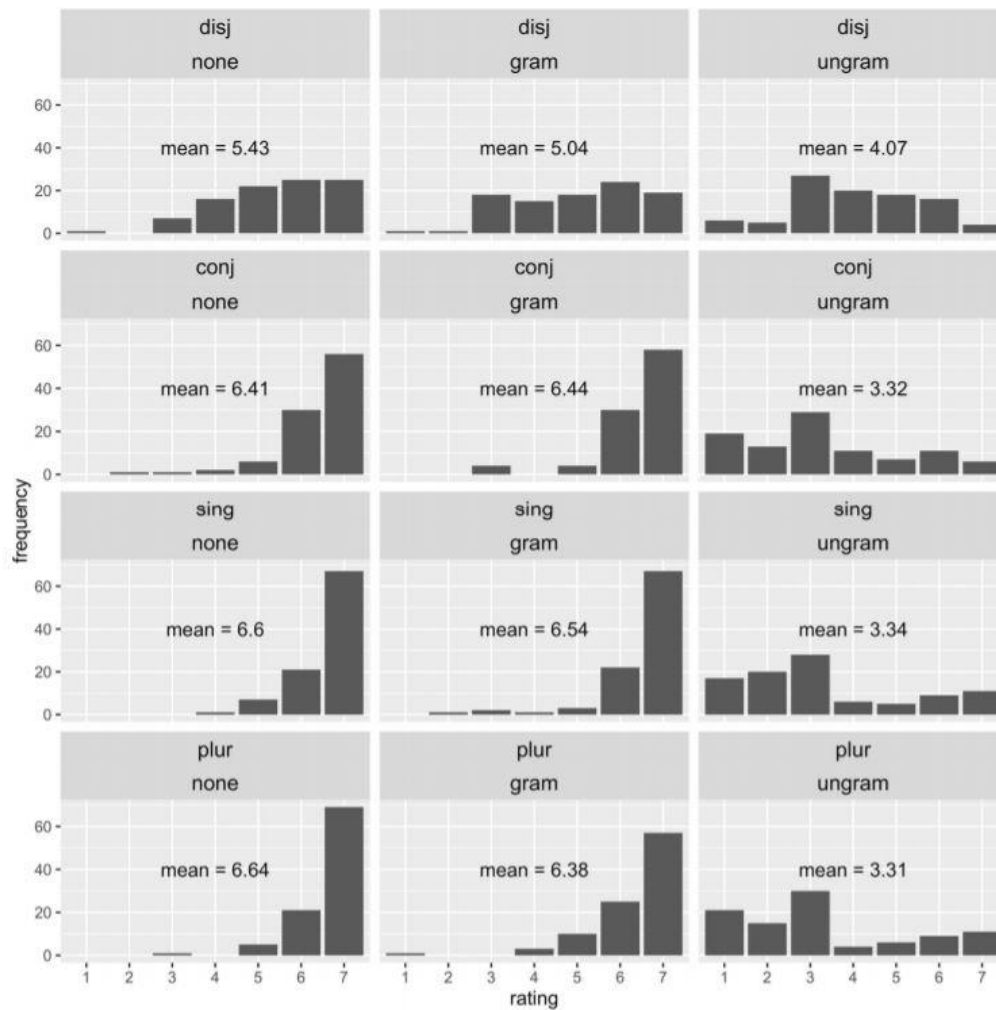 disj disj disj
none gram ungram
60
40
20
0
mean = 5.43 mean = 5.04 mean = 4.07
conj conj conj
none gram ungram
60
40
20
0
mean = 6.41 mean = 6.44 mean = 3.32
frequency
sing sing sing
none gram ungram
60
40
20
0
mean = 6.6 mean = 6.54 mean = 3.34
plur plur plur
none gram ungram
60
40
20
0
mean = 6.64 mean = 6.38 mean = 3.31
1 2 3 4 5 6 7 1 2 3 4 5 6 7 1 2 3 4 5 6 7
rating